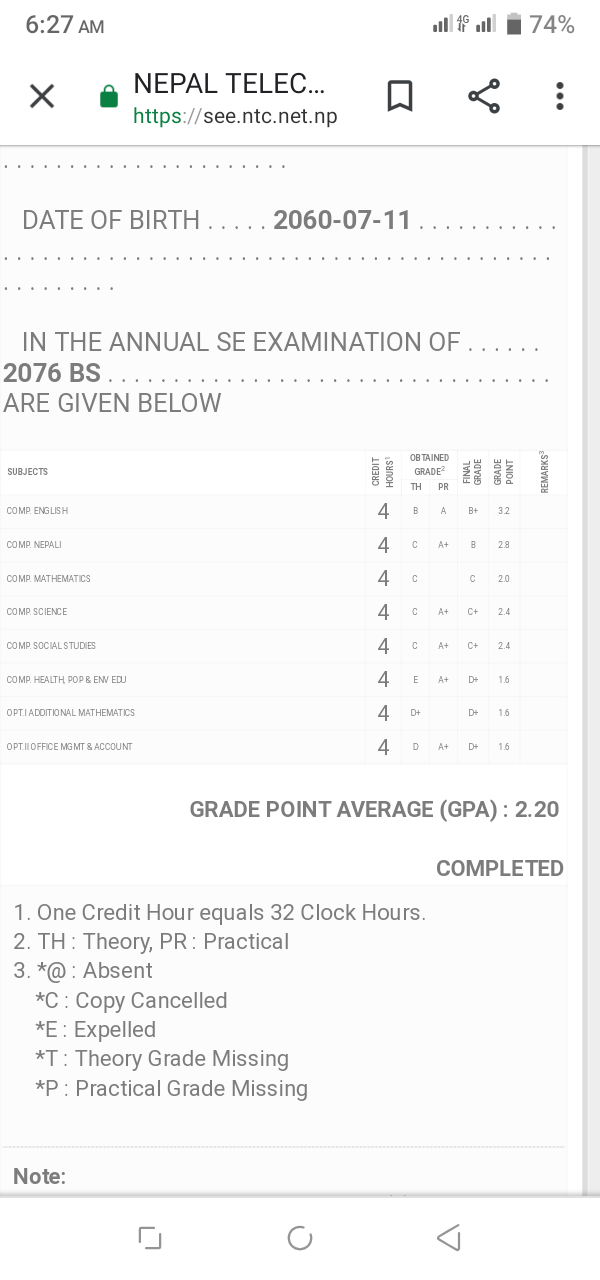 6:27 AM 4G 74%
NEPAL TELEC...
https://see.ntc.net.np
. . . . . . . . . . . . . . . . . . . . . .
DATE OF BIRTH . . . . . 2060-07-11 . . . . . . . . . . .
. . . . . . . . . . . . . . . . . . . . . . . . . . . . . . . . . . . . . . . . . .
. . . . . . . . .
IN THE ANNUAL SE EXAMINATION OF . . . . . .
2076 BS . . . . . . . . . . . . . . . . . . . . . . . . . . . . . . . . . .
ARE GIVEN BELOW
SUBJECTS CREDIT HOURS¹ OBTAINED GRADE² TH PR FINAL GRADE GRADE POINT REMARKS³
COMP. ENGLISH 4 B A B+ 3.2
COMP. NEPALI 4 C A+ B 2.8
COMP. MATHEMATICS 4 C C 2.0
COMP. SCIENCE 4 C A+ C+ 2.4
COMP. SOCIAL STUDIES 4 C A+ C+ 2.4
COMP. HEALTH, POP & ENV EDU 4 E A+ D+ 1.6
OPT.I ADDITIONAL MATHEMATICS 4 D+ D+ 1.6
OPT.II OFFICE MGMT & ACCOUNT 4 D A+ D+ 1.6
GRADE POINT AVERAGE (GPA) : 2.20
COMPLETED
1. One Credit Hour equals 32 Clock Hours.
2. TH : Theory, PR : Practical
3. *@ : Absent
*C : Copy Cancelled
*E : Expelled
*T : Theory Grade Missing
*P : Practical Grade Missing
Note: